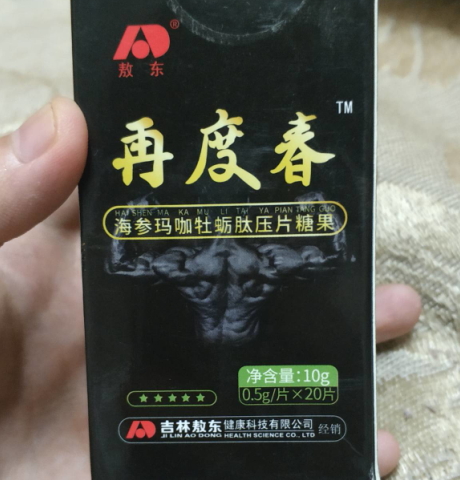 ®
敖东
TM
再度春
HAI SHEN MA KA MU LI TAI YA PIAN TANG GUO
海参玛咖牡蛎肽压片糖果
净含量:10g
0.5g/片×20片
吉林敖东 健康科技有限公司 经销
JI LIN AO DONG HEALTH SCIENCE CO., LTD